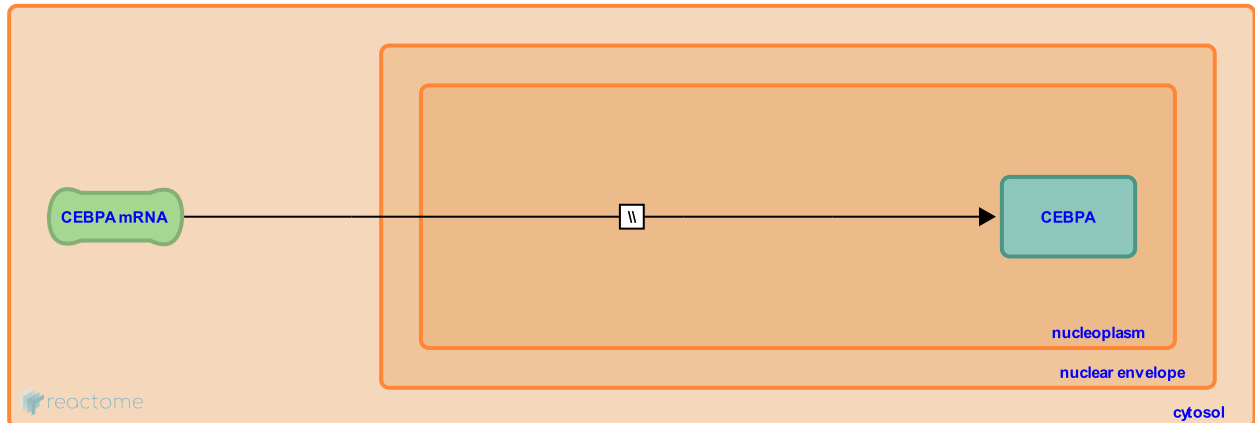 CEBPA mRNA
\\
CEBPA
nucleoplasm
nuclear envelope
reactome
cytosol